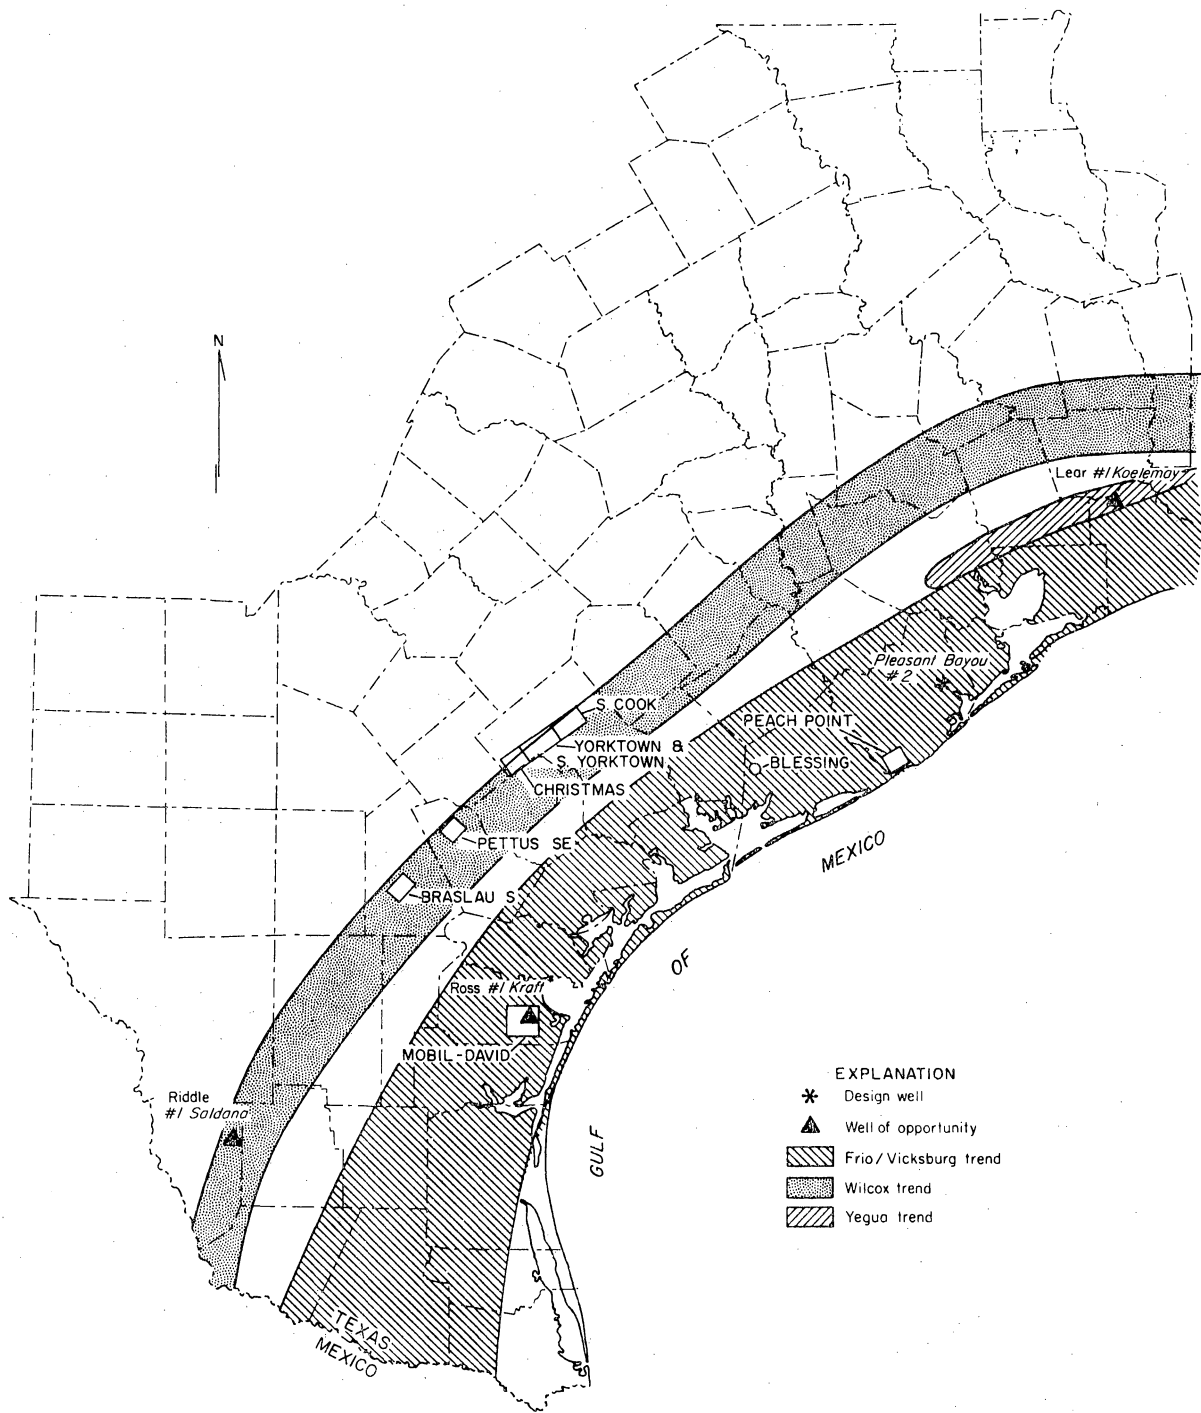 N
Lear #1 Koelemay
Pleasant Bayou
#2
S. COOK
PEACH POINT
YORKTOWN &
S. YORKTOWN
BLESSING
CHRISTMAS
PETTUS SE
MEXICO
BRASLAU S
OF
Ross #1 Kraft
MOBIL-DAVID
GULF
Riddle
#1 Saldana
EXPLANATION
Design well
Well of opportunity
Frio/Vicksburg trend
Wilcox trend
Yegua trend
TEXAS
MEXICO